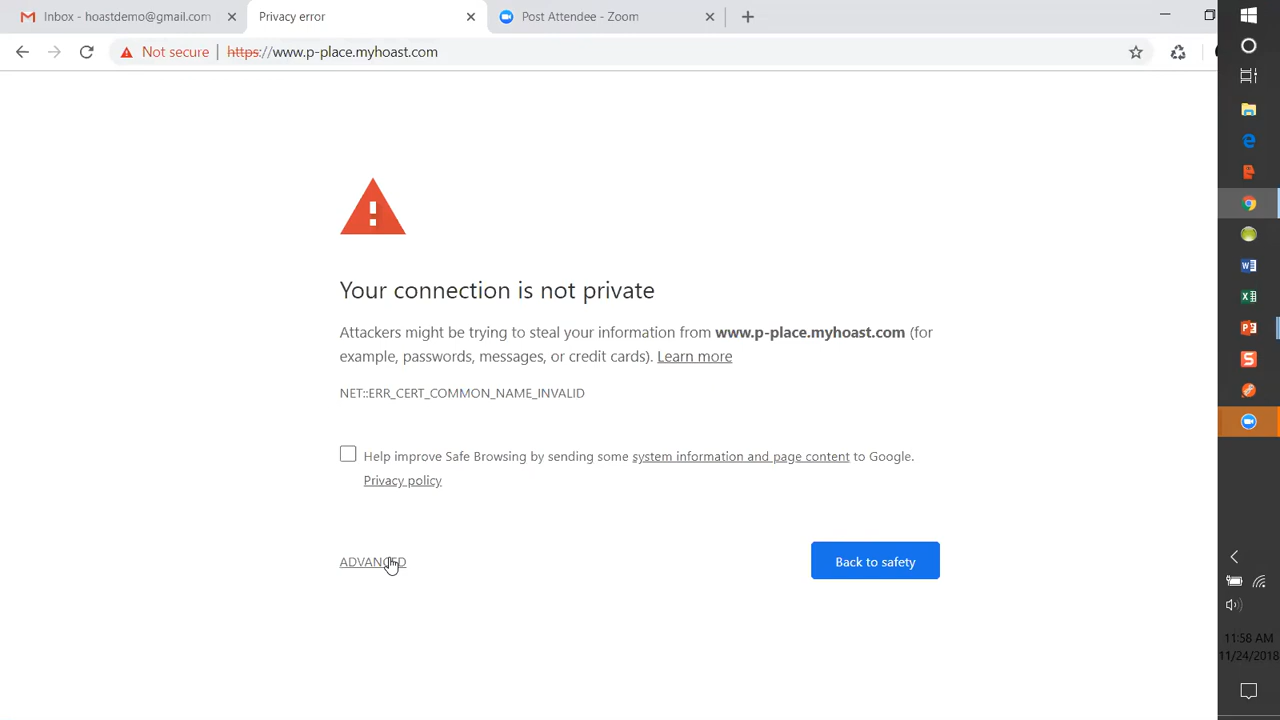 Inbox - hoastdemo@gmail.com
Privacy error
Post Attendee - Zoom
Not secure | https://www.p-place.myhoast.com
Your connection is not private
Attackers might be trying to steal your information from www.p-place.myhoast.com (for
example, passwords, messages, or credit cards). Learn more
NET::ERR_CERT_COMMON_NAME_INVALID
Help improve Safe Browsing by sending some system information and page content to Google.
Privacy policy
ADVANCED
Back to safety
11:58 AM
11/24/2018